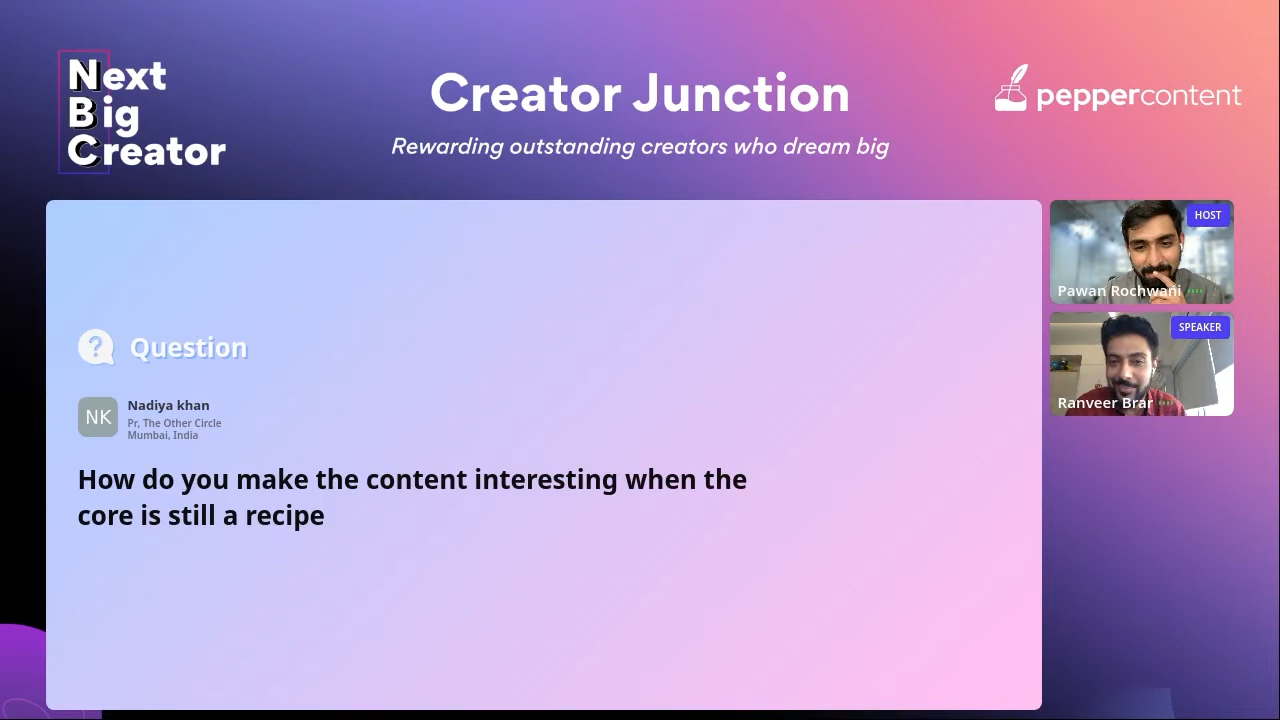 Next
Big
Creator
Creator Junction
Rewarding outstanding creators who dream big
peppercontent
HOST
Pawan Rochwani
SPEAKER
Ranveer Brar
? Question
NK
Nadiya khan
Pr, The Other Circle
Mumbai, India
How do you make the content interesting when the
core is still a recipe